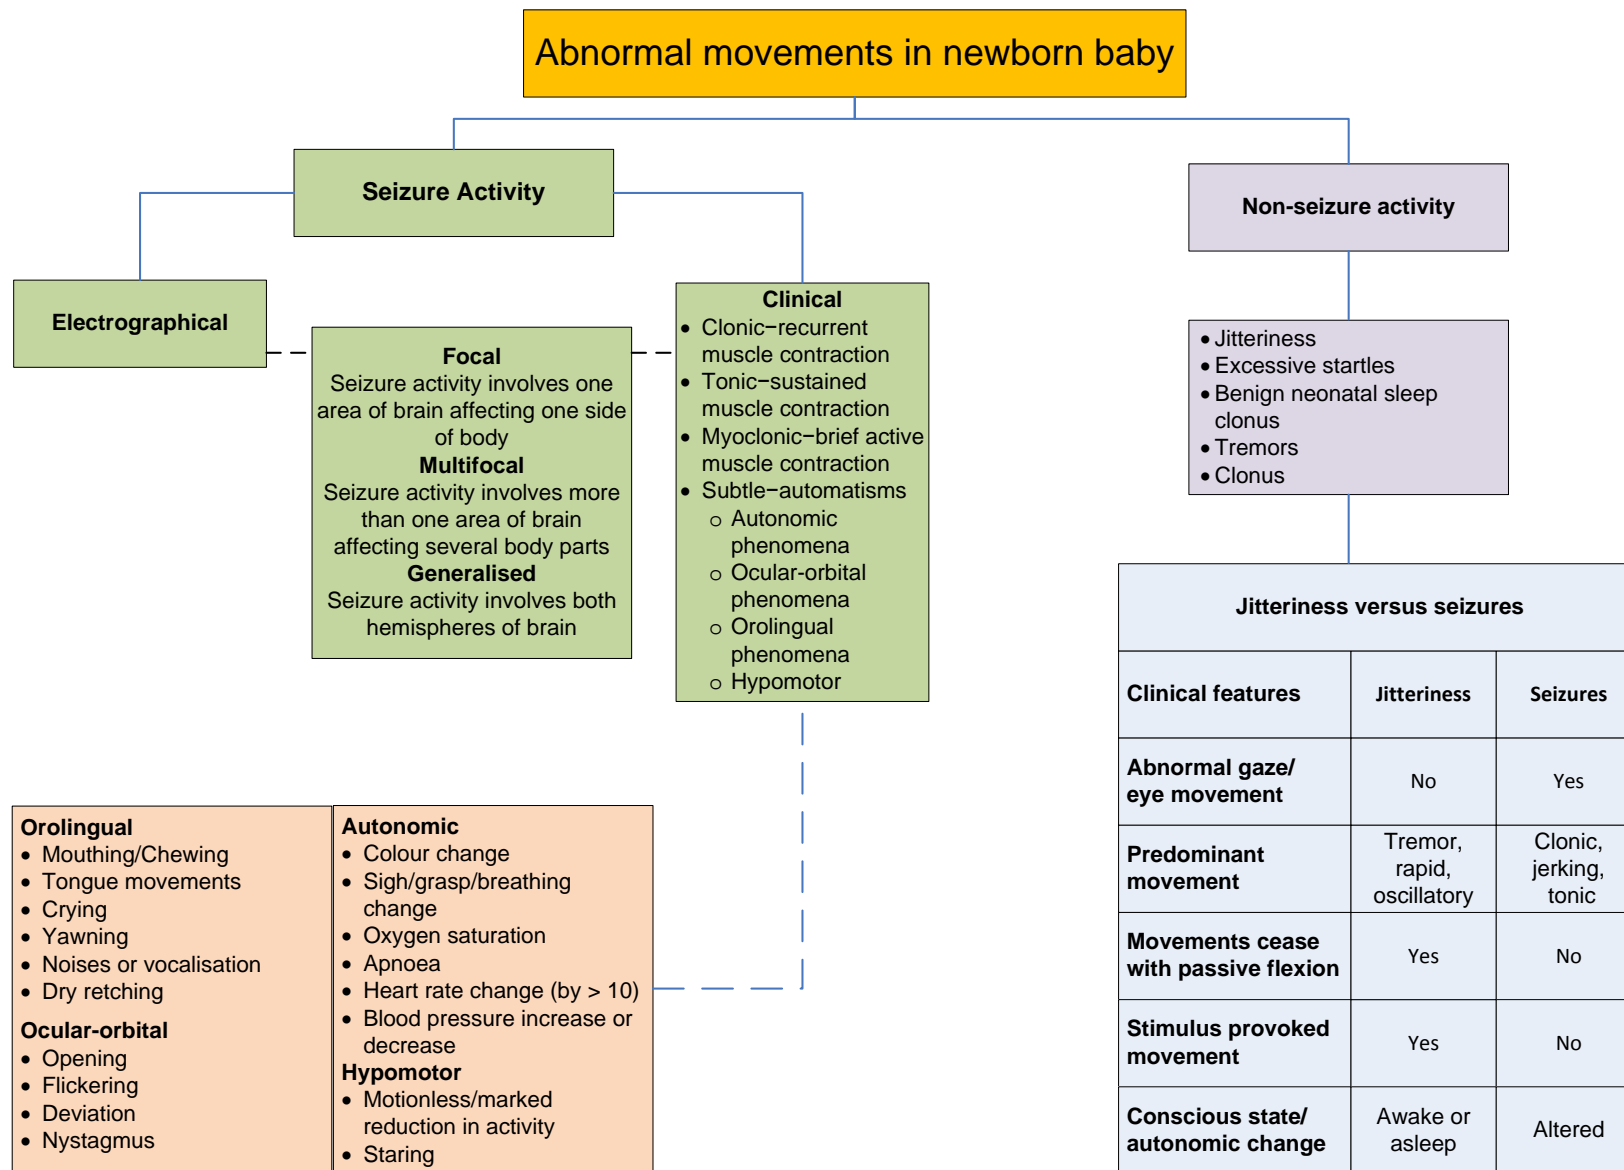 Abnormal movements in newborn baby
Seizure Activity
Non-seizure activity
Electrographical
Focal
Seizure activity involves one
area of brain affecting one side
of body
Multifocal
Seizure activity involves more
than one area of brain
affecting several body parts
Generalised
Seizure activity involves both
hemispheres of brain
Clinical
• Clonic−recurrent
muscle contraction
• Tonic−sustained
muscle contraction
• Myoclonic−brief active
muscle contraction
• Subtle−automatisms
o Autonomic
phenomena
o Ocular-orbital
phenomena
o Orolingual
phenomena
o Hypomotor
• Jitteriness
• Excessive startles
• Benign neonatal sleep
clonus
• Tremors
• Clonus
Orolingual
• Mouthing/Chewing
• Tongue movements
• Crying
• Yawning
• Noises or vocalisation
• Dry retching
Ocular-orbital
• Opening
• Flickering
• Deviation
• Nystagmus
Autonomic
• Colour change
• Sigh/grasp/breathing
change
• Oxygen saturation
• Apnoea
• Heart rate change (by > 10)
• Blood pressure increase or
decrease
Hypomotor
• Motionless/marked
reduction in activity
• Staring
Jitteriness versus seizures
Clinical features Jitteriness Seizures
Abnormal gaze/
eye movement No Yes
Predominant
movement
Tremor,
rapid,
oscillatory
Clonic,
jerking,
tonic
Movements cease
with passive flexion Yes No
Stimulus provoked
movement Yes No
Conscious state/
autonomic change
Awake or
asleep
Altered